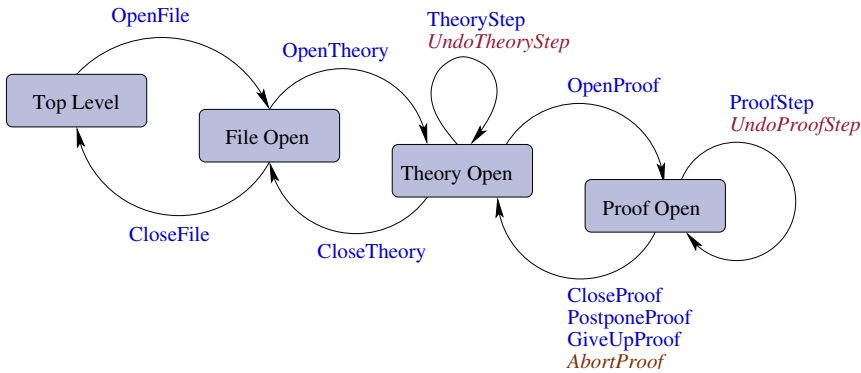 OpenFile
Top Level
CloseFile
OpenTheory
File Open
CloseTheory
TheoryStep
UndoTheoryStep
Theory Open
OpenProof
ProofStep
UndoProofStep
Proof Open
CloseProof
PostponeProof
GiveUpProof
AbortProof